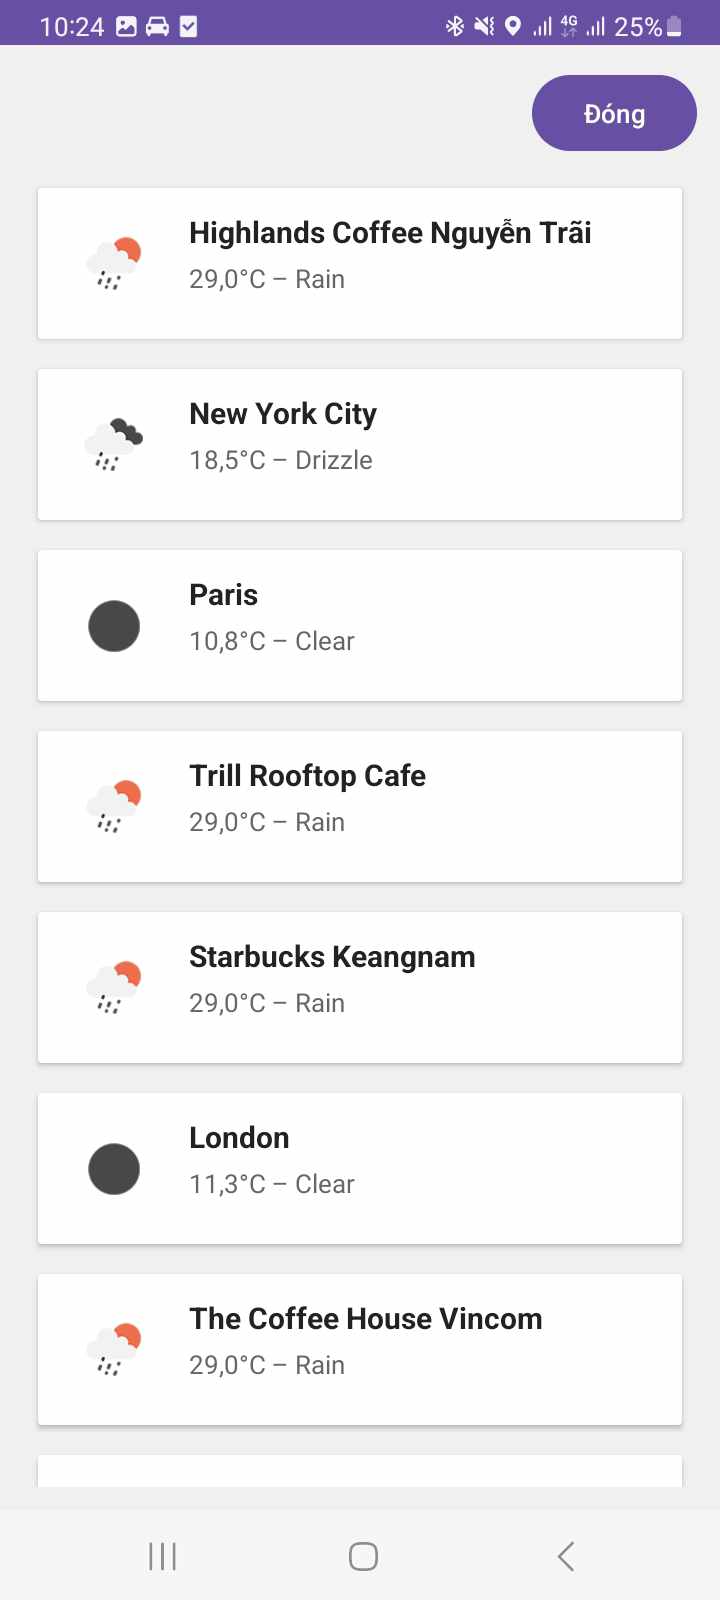 10:24 4G 25%
Đóng
Highlands Coffee Nguyễn Trãi
29,0°C – Rain
New York City
18,5°C – Drizzle
Paris
10,8°C – Clear
Trill Rooftop Cafe
29,0°C – Rain
Starbucks Keangnam
29,0°C – Rain
London
11,3°C – Clear
The Coffee House Vincom
29,0°C – Rain